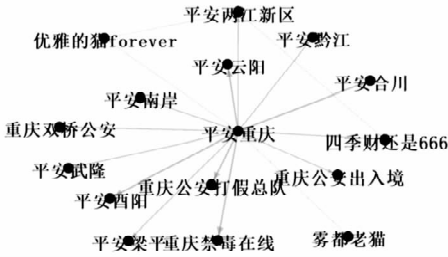 平安两江新区
优雅的猫forever
平安黔江
平安云阳
平安合川
平安南岸
重庆双桥公安
平安重庆
四季财还是666
平安武隆
重庆公安打假总队
重庆公安出入境
平安酉阳
平安梁平
重庆禁毒在线
雾都老猫